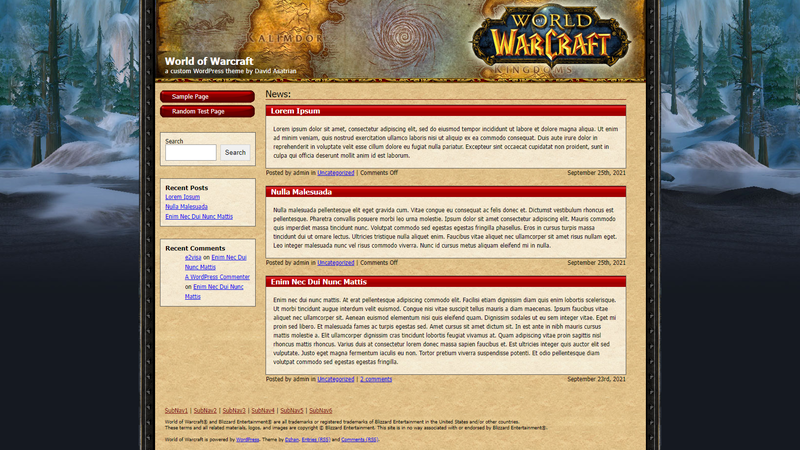 KALIMDOR
WORLD
OF
WARCRAFT
KINGDOMS
World of Warcraft
a custom WordPress theme by David Asatrian
Sample Page
Random Test Page
Search
Search
Recent Posts
Lorem Ipsum
Nulla Malesuada
Enim Nec Dui Nunc Mattis
Recent Comments
e2visa on Enim Nec Dui
Nunc Mattis
A WordPress Commenter
on Enim Nec Dui Nunc
Mattis
News:
Lorem Ipsum
Lorem ipsum dolor sit amet, consectetur adipiscing elit, sed do eiusmod tempor incididunt ut labore et dolore magna aliqua. Ut enim
ad minim veniam, quis nostrud exercitation ullamco laboris nisi ut aliquip ex ea commodo consequat. Duis aute irure dolor in
reprehenderit in voluptate velit esse cillum dolore eu fugiat nulla pariatur. Excepteur sint occaecat cupidatat non proident, sunt in
culpa qui officia deserunt mollit anim id est laborum.
Posted by admin in Uncategorized | Comments Off September 25th, 2021
Nulla Malesuada
Nulla malesuada pellentesque elit eget gravida cum. Vitae congue eu consequat ac felis donec et. Dictumst vestibulum rhoncus est
pellentesque. Pharetra convallis posuere morbi leo urna molestie. Ipsum dolor sit amet consectetur adipiscing elit. Mauris commodo
quis imperdiet massa tincidunt nunc. Volutpat commodo sed egestas egestas fringilla phasellus. Eros in cursus turpis massa
tincidunt dui ut ornare lectus. Ultricies tristique nulla aliquet enim. Faucibus vitae aliquet nec ullamcorper sit amet risus nullam eget.
Leo integer malesuada nunc vel risus commodo viverra. Nunc id cursus metus aliquam eleifend mi in nulla.
Posted by admin in Uncategorized | Comments Off September 25th, 2021
Enim Nec Dui Nunc Mattis
Enim nec dui nunc mattis. At erat pellentesque adipiscing commodo elit. Facilisi etiam dignissim diam quis enim lobortis scelerisque.
Ut morbi tincidunt augue interdum velit euismod. Congue nisi vitae suscipit tellus mauris a diam maecenas. Ipsum faucibus vitae
aliquet nec ullamcorper sit. Aenean euismod elementum nisi quis eleifend quam. Dignissim sodales ut eu sem integer vitae. Eget mi
proin sed libero. Et malesuada fames ac turpis egestas sed. Amet cursus sit amet dictum sit. In est ante in nibh mauris cursus
mattis molestie a. Elit ullamcorper dignissim cras tincidunt lobortis feugiat vivamus at. Quam adipiscing vitae proin sagittis nisl
rhoncus mattis rhoncus. Varius duis at consectetur lorem donec massa sapien faucibus et. Est ultricies integer quis auctor elit sed
vulputate. Justo eget magna fermentum iaculis eu non. Tortor pretium viverra suspendisse potenti. Et odio pellentesque diam
volutpat commodo sed egestas egestas fringilla.
Posted by admin in Uncategorized | 2 comments September 23rd, 2021
SubNav1 | SubNav2 | SubNav3 | SubNav4 | SubNav5 | SubNav6
World of Warcraft® and Blizzard Entertainment® are all trademarks or registered trademarks of Blizzard Entertainment in the United States and/or other countries.
These terms and all related materials, logos, and images are copyright © Blizzard Entertainment. This site is in no way associated with or endorsed by Blizzard Entertainment®.
World of Warcraft is powered by WordPress. Theme by Eshan. Entries (RSS) and Comments (RSS).